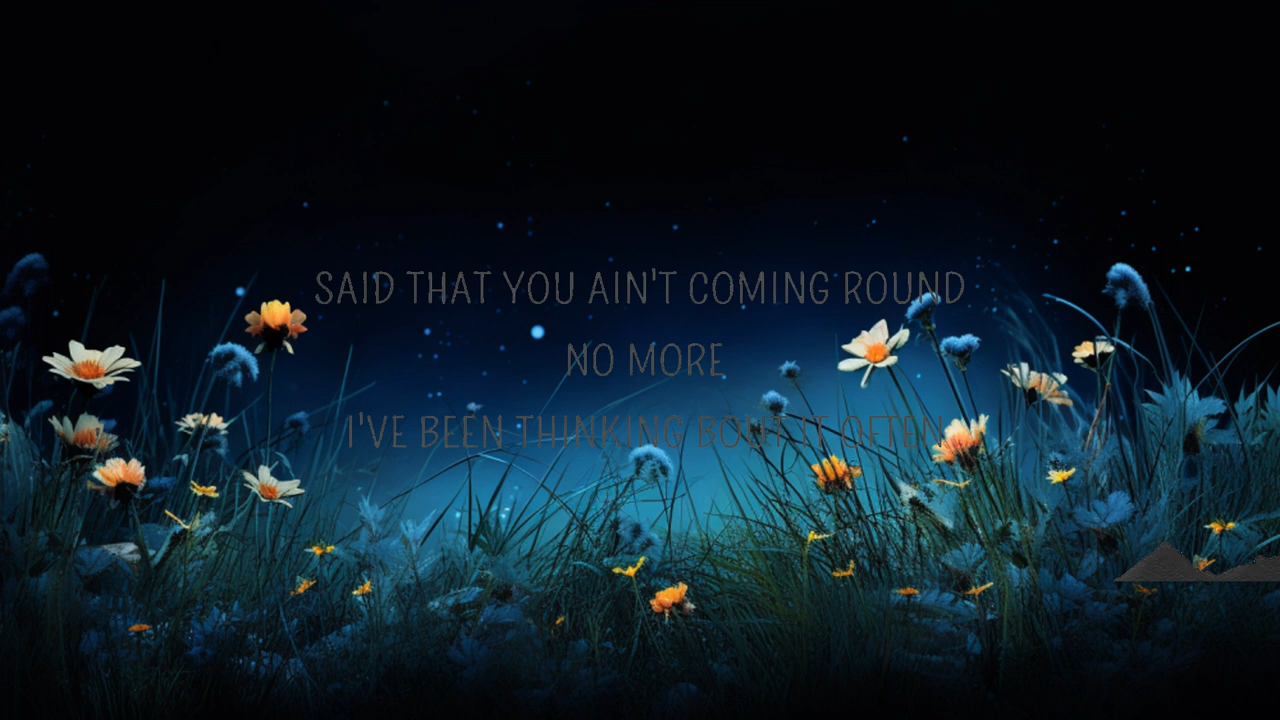 SAID THAT YOU AIN'T COMING ROUND
NO MORE
I'VE BEEN THINKING BOUT IT OFTEN